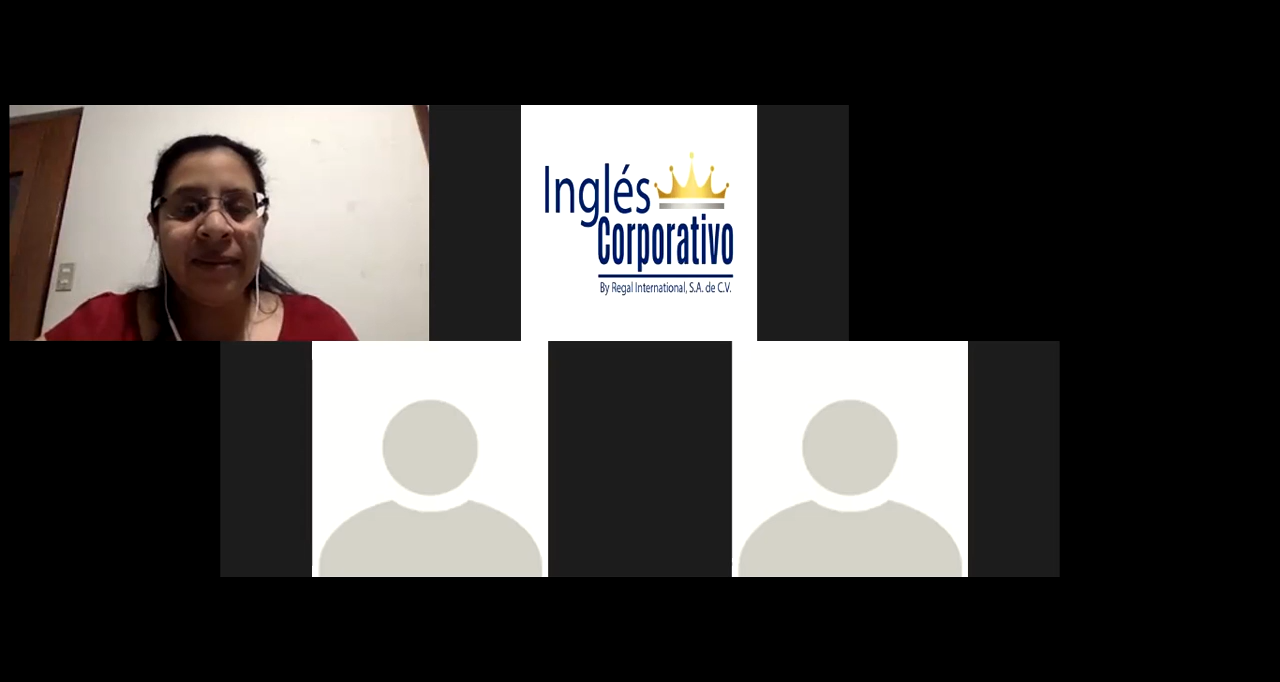 Inglés
Corporativo
By Regal International, S.A. de C.V.